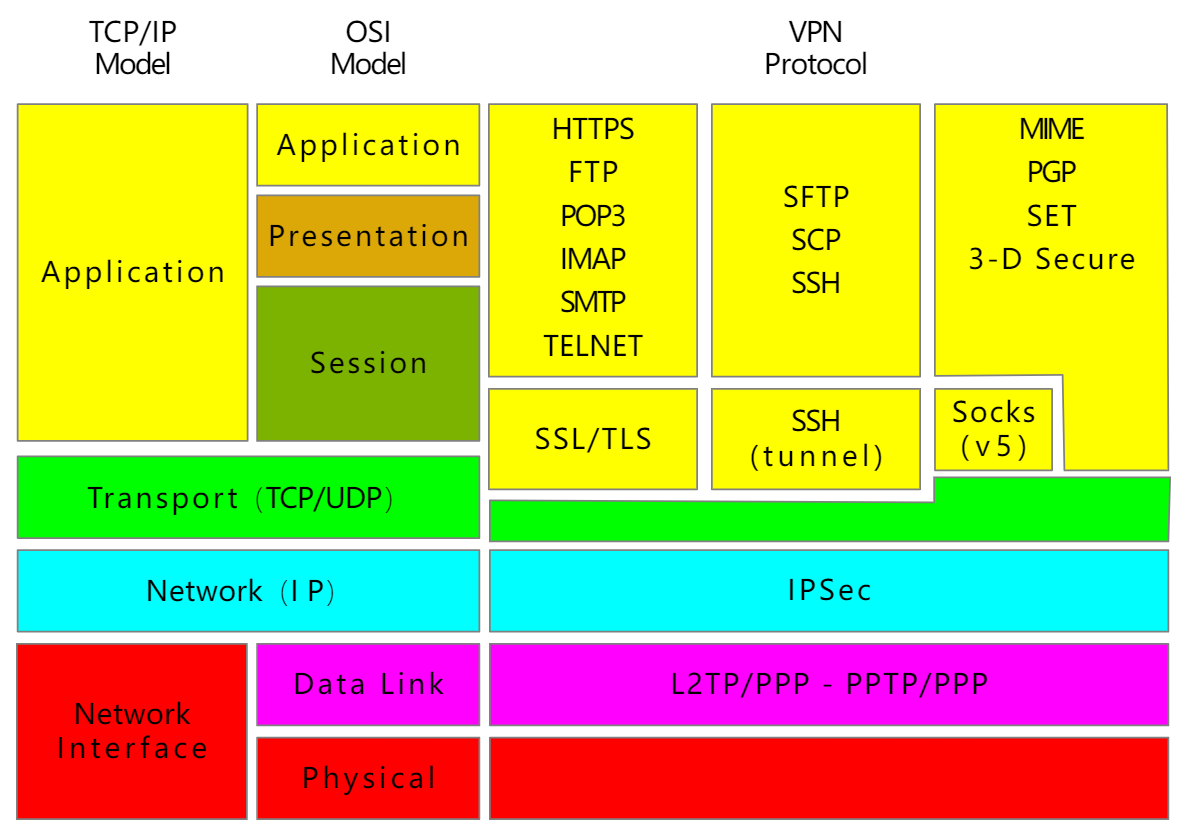 TCP/IP
Model
OSI
Model
VPN
Protocol
Application
Application
Presentation
Session
HTTPS
FTP
POP3
IMAP
SMTP
TELNET
SFTP
SCP
SSH
MIME
PGP
SET
3-D Secure
SSL/TLS
SSH
(tunnel)
Socks
(v5)
Transport (TCP/UDP)
Network (IP)
IPSec
Network
Interface
Data Link
L2TP/PPP - PPTP/PPP
Physical